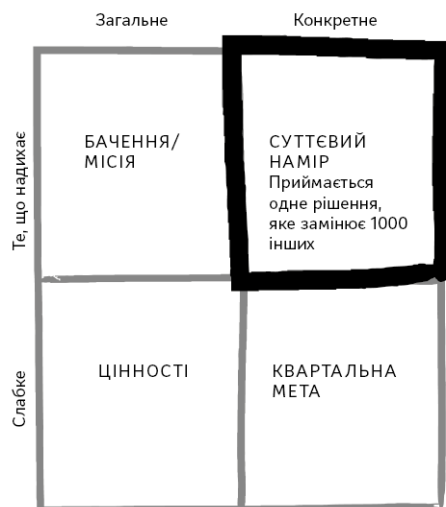 Загальне
Конкретне
Те, що надихає
БАЧЕННЯ/
МІСІЯ
СУТТЄВИЙ
НАМІР
Приймається
одне рішення,
яке замінює 1000
інших
Слабке
ЦІННОСТІ
КВАРТАЛЬНА
МЕТА